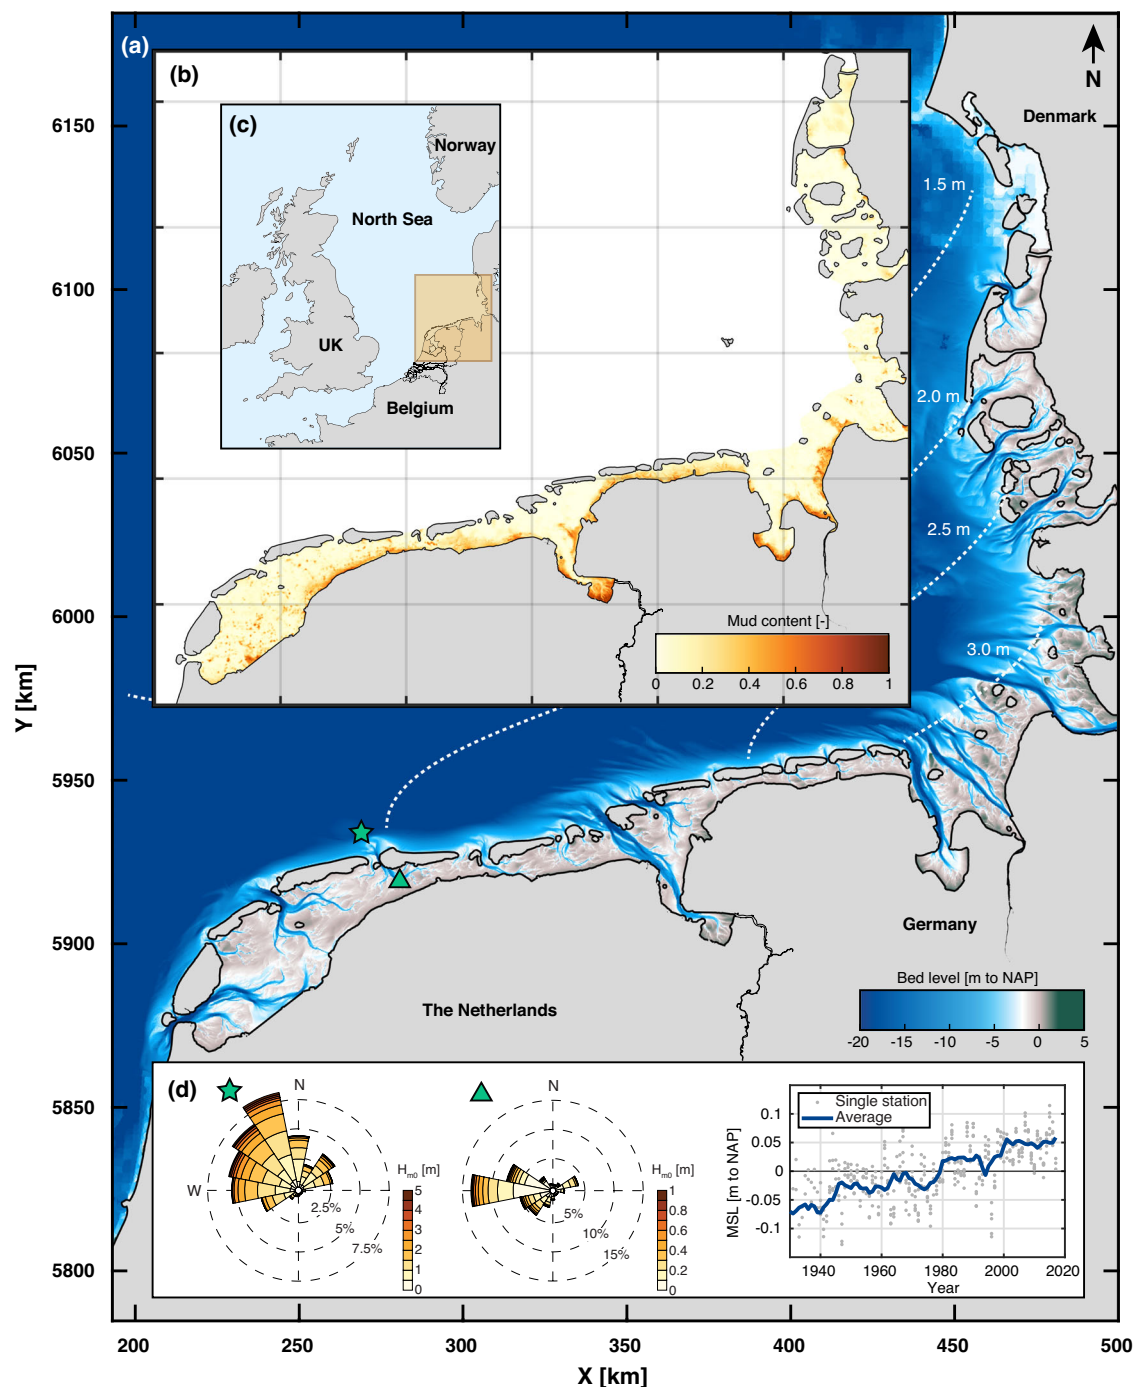 (a)
N
(b)
Denmark
(c)
Norway
North Sea
UK
Belgium
1.5 m
2.0 m
2.5 m
3.0 m
Mud content [-]
0 0.2 0.4 0.6 0.8 1
6150
6100
6050
6000
5950
5900
5850
5800
Y [km]
Germany
The Netherlands
Bed level [m to NAP]
-20 -15 -10 -5 0 5
(d)
N
W
2.5%
5%
7.5%
Hm0 [m]
5
4
3
2
1
0
N
5%
10%
15%
Hm0 [m]
1
0.8
0.6
0.4
0.2
0
Single station
Average
MSL [m to NAP]
0.1
0.05
0
-0.05
-0.1
1940 1960 1980 2000 2020
Year
200 250 300 350 400 450 500
X [km]